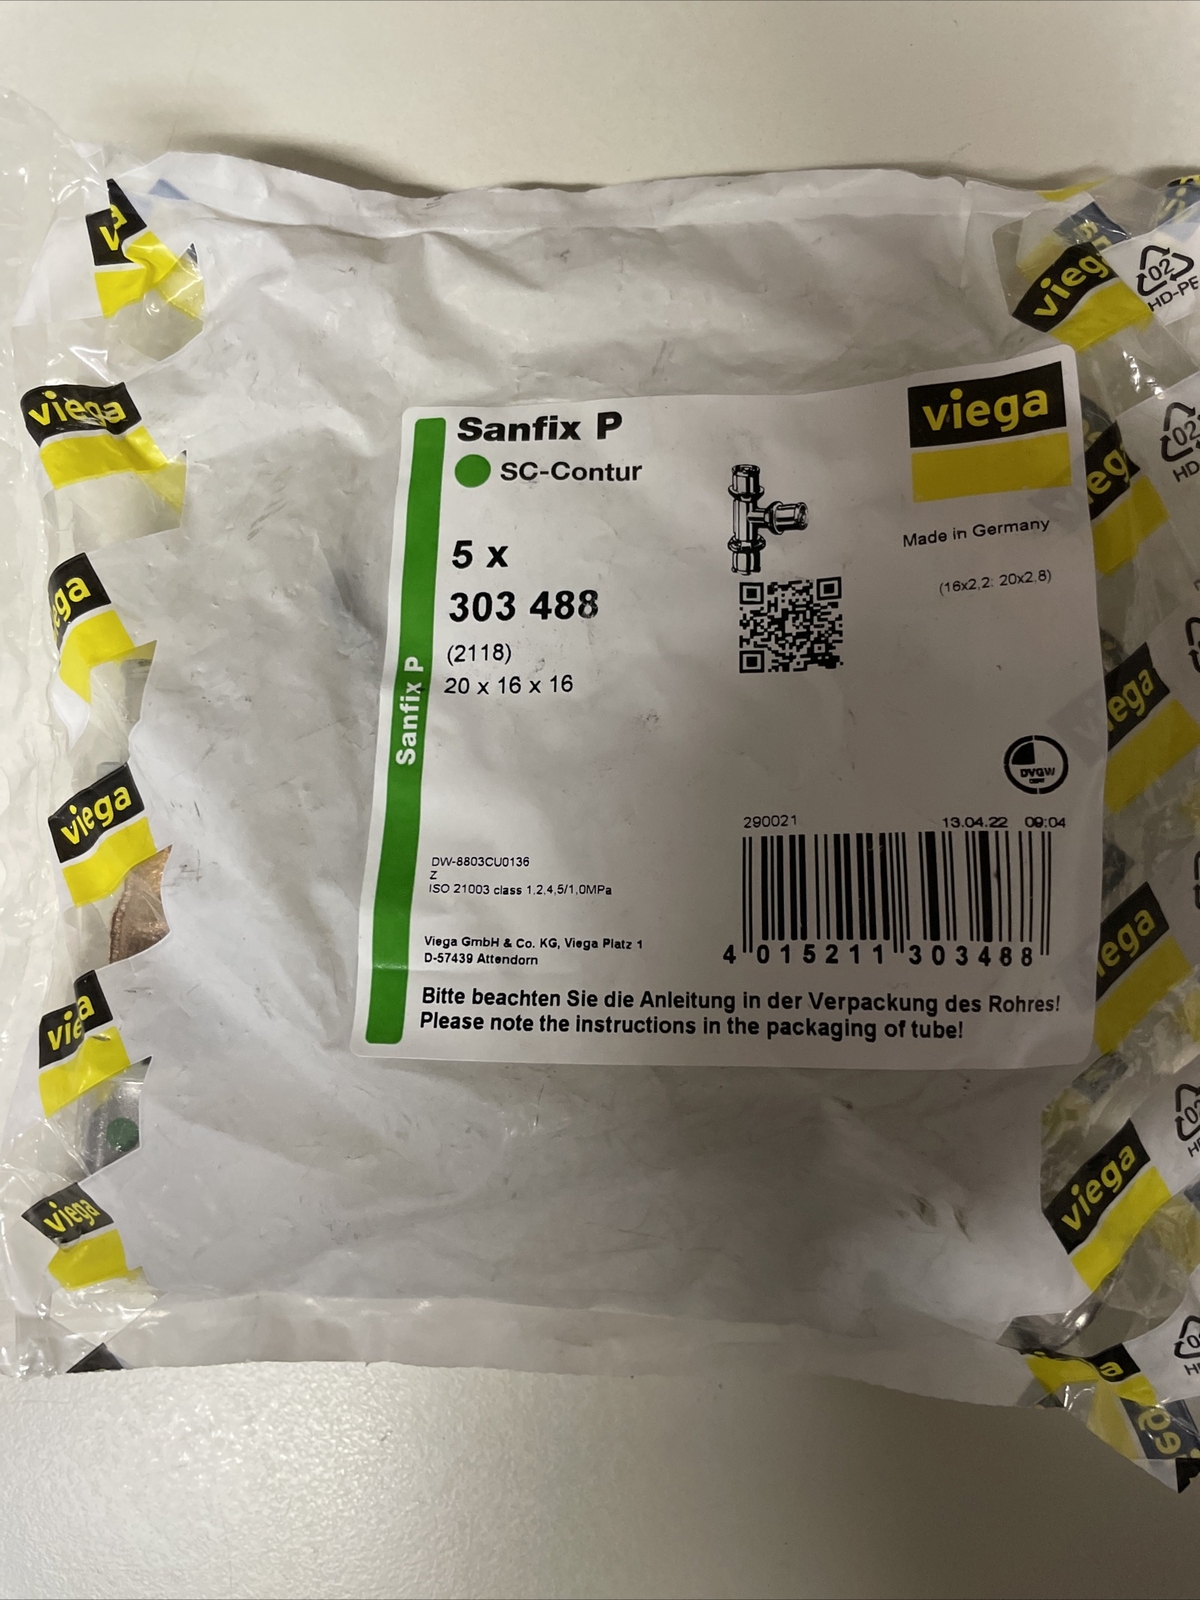 viega
viega
viega
viega
02
HD-PE
02
Sanfix P
SC-Contur
viega
Made in Germany
(16x2,2; 20x2,8)
5 x
303 488
(2118)
20 x 16 x 16
Sanfix P
DVGW
290021
13.04.22 09:04
DW-8803CU0136
Z
ISO 21003 class 1,2,4,5/1,0MPa
4 015211 303488
Viega GmbH & Co. KG, Viega Platz 1
D-57439 Attendorn
Bitte beachten Sie die Anleitung in der Verpackung des Rohres!
Please note the instructions in the packaging of tube!
viega
viega